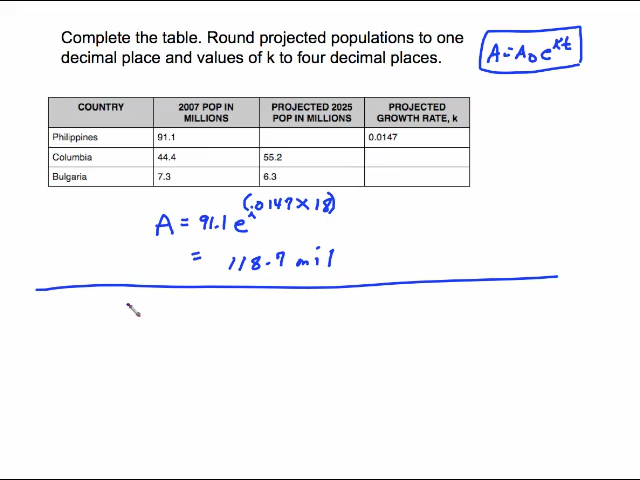 Complete the table. Round projected populations to one
decimal place and values of k to four decimal places.
A = A₀ e^kt
COUNTRY 2007 POP IN MILLIONS PROJECTED 2025 POP IN MILLIONS PROJECTED GROWTH RATE, k
Philippines 91.1 0.0147
Columbia 44.4 55.2
Bulgaria 7.3 6.3
A = 91.1 e^(.0147 × 18)
= 118.7 mil